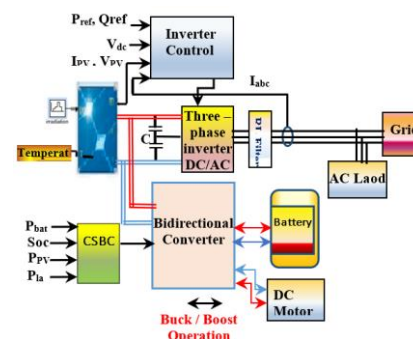 Pref, Qref
Vdc
IPV . VPV
Inverter
Control
Iabc
irradiation
Temperat
C
Three –
phase
inverter
DC/AC
Filter
Grid
AC Laod
Pbat
Soc
PPV
Pla
CSBC
Bidirectional
Converter
Battery
DC
Motor
Buck / Boost
Operation